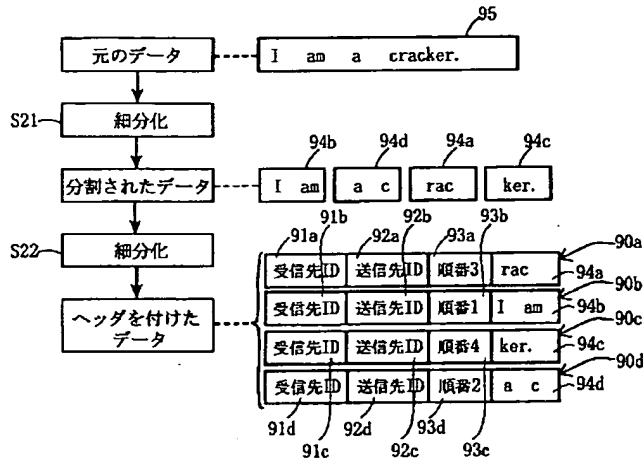 95
元のデータ
I am a cracker.
S21
細分化
94b 94d 94a 94c
分割されたデータ
I am
a c
rac
ker.
91b 92b 93b
S22
細分化
91a 92a 93a
90a
受信先ID 送信先ID 順番3 rac
94a
90b
受信先ID 送信先ID 順番1 I am
94b
90c
ヘッダを付けた
データ
受信先ID 送信先ID 順番4 ker.
94c
90d
受信先ID 送信先ID 順番2 a c
94d
91d 92d 93d
91c 92c 93c